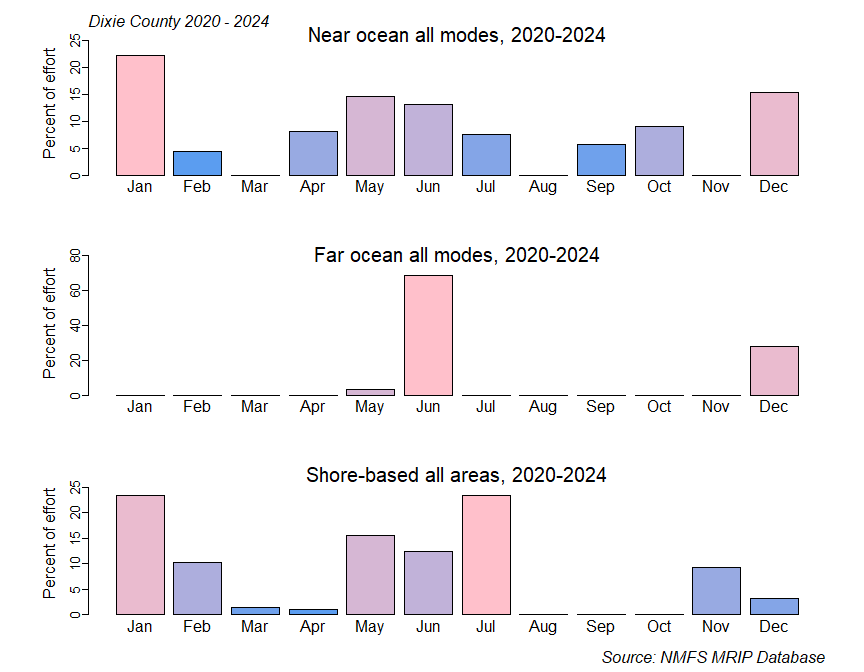 Dixie County 2020 - 2024
Near ocean all modes, 2020-2024
Percent of effort
0 5 10 15 20 25
Jan Feb Mar Apr May Jun Jul Aug Sep Oct Nov Dec
Far ocean all modes, 2020-2024
Percent of effort
0 20 40 60 80
Jan Feb Mar Apr May Jun Jul Aug Sep Oct Nov Dec
Shore-based all areas, 2020-2024
Percent of effort
0 5 10 15 20 25
Jan Feb Mar Apr May Jun Jul Aug Sep Oct Nov Dec
Source: NMFS MRIP Database